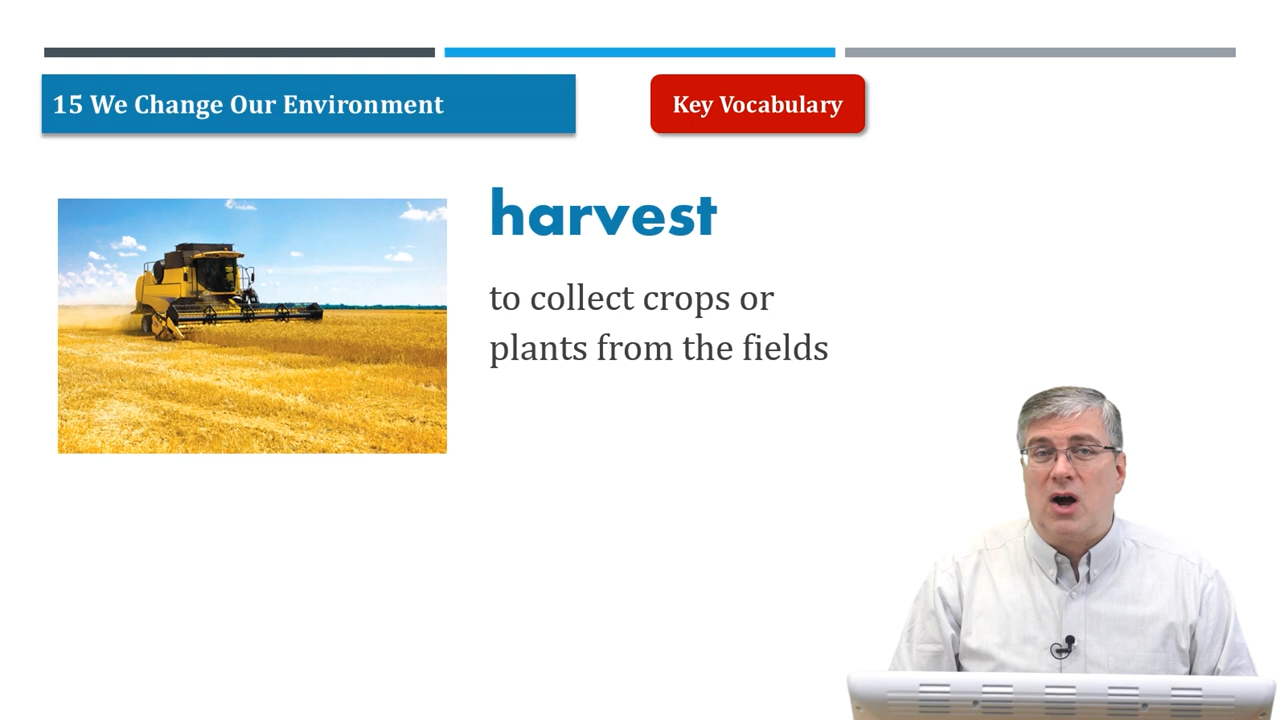 15 We Change Our Environment
Key Vocabulary
harvest
to collect crops or
plants from the fields